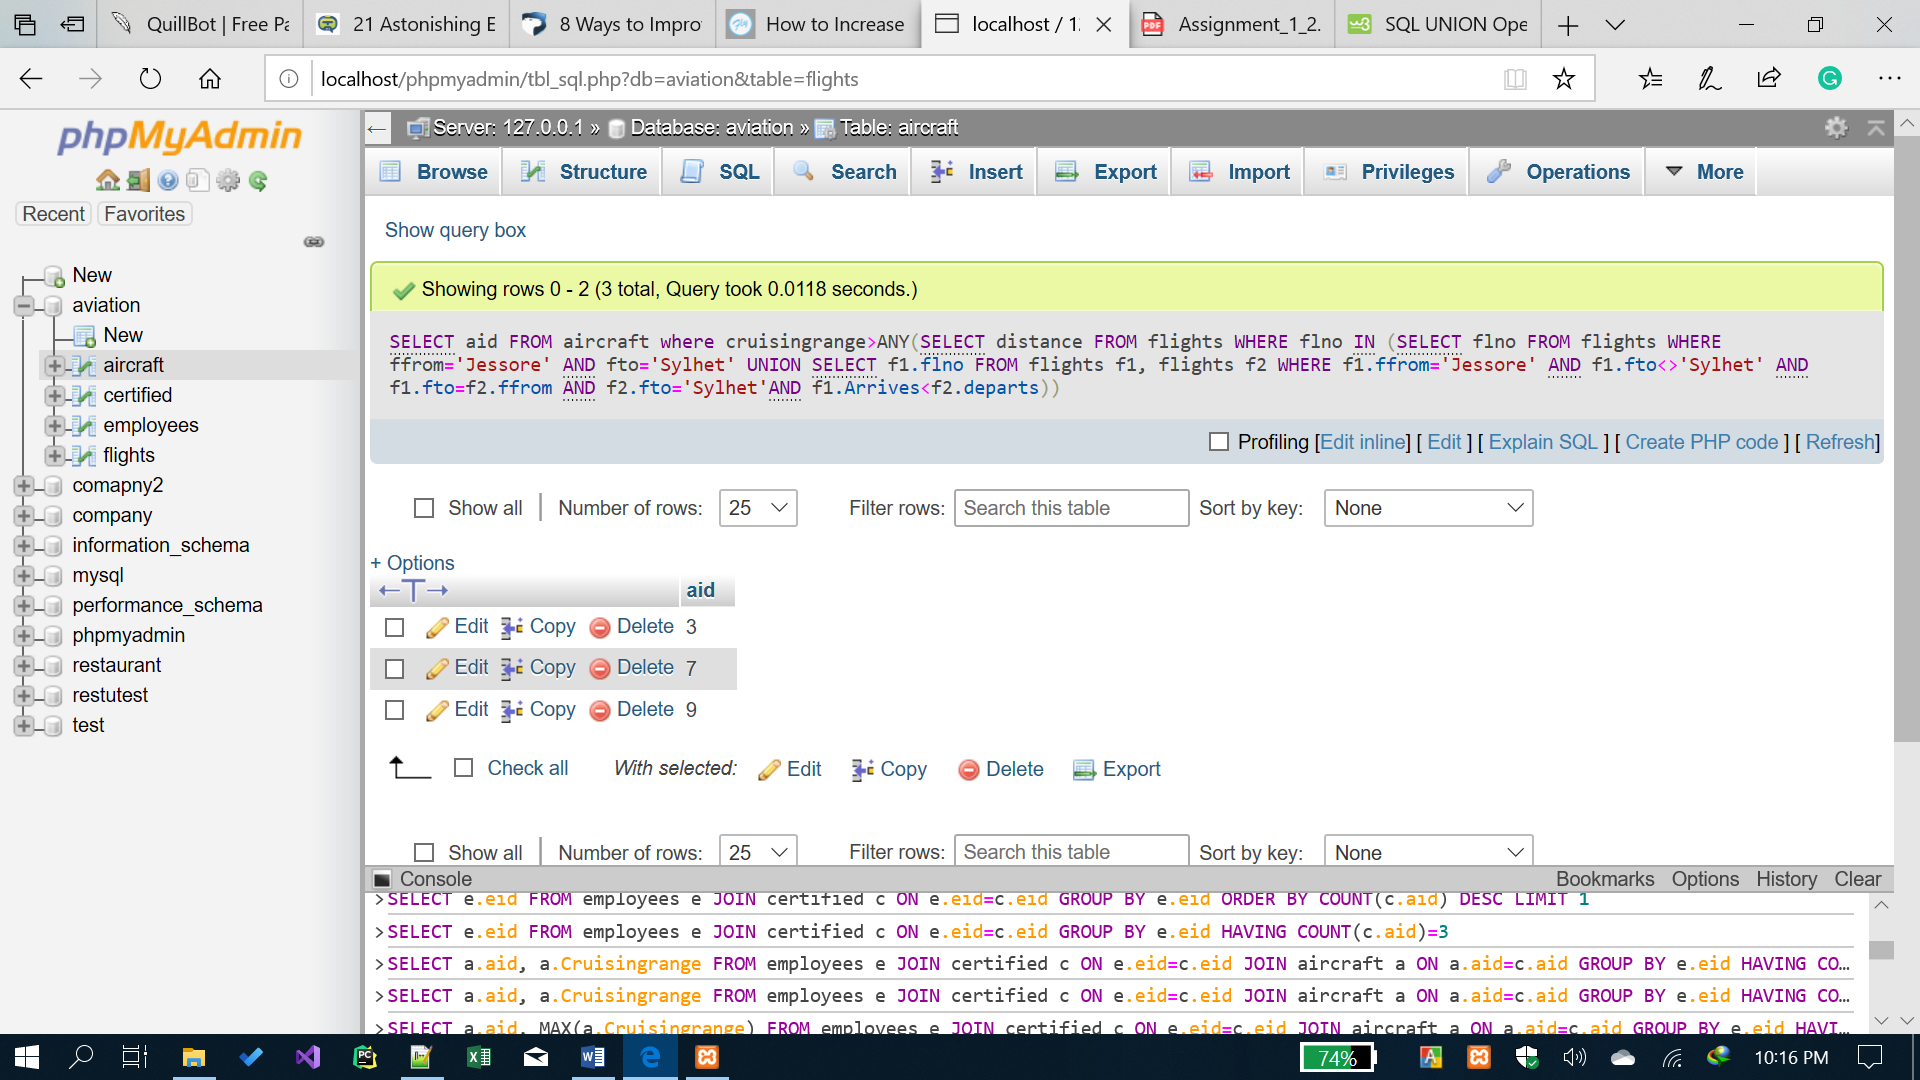 QuillBot | Free Pa
21 Astonishing E
8 Ways to Impro
How to Increase
localhost / 1
Assignment_1_2.
SQL UNION Ope
localhost/phpmyadmin/tbl_sql.php?db=aviation&table=flights
phpMyAdmin
Recent Favorites
New
aviation
New
aircraft
certified
employees
flights
comapny2
company
information_schema
mysql
performance_schema
phpmyadmin
restaurant
restutest
test
Server: 127.0.0.1 » Database: aviation » Table: aircraft
Browse Structure SQL Search Insert Export Import Privileges Operations More
Show query box
Showing rows 0 - 2 (3 total, Query took 0.0118 seconds.)
SELECT aid FROM aircraft where cruisingrange>ANY(SELECT distance FROM flights WHERE flno IN (SELECT flno FROM flights WHERE
ffrom='Jessore' AND fto='Sylhet' UNION SELECT f1.flno FROM flights f1, flights f2 WHERE f1.ffrom='Jessore' AND f1.fto<>'Sylhet' AND
f1.fto=f2.ffrom AND f2.fto='Sylhet'AND f1.Arrives<f2.departs))
Profiling [Edit inline] [ Edit ] [ Explain SQL ] [ Create PHP code ] [ Refresh]
Show all Number of rows: 25 Filter rows: Search this table Sort by key: None
+ Options
←T→ aid
Edit Copy Delete 3
Edit Copy Delete 7
Edit Copy Delete 9
Check all With selected: Edit Copy Delete Export
Show all Number of rows: 25 Filter rows: Search this table Sort by key: None
Console Bookmarks Options History Clear
>SELECT e.eid FROM employees e JOIN certified c ON e.eid=c.eid GROUP BY e.eid ORDER BY COUNT(c.aid) DESC LIMIT 1
>SELECT e.eid FROM employees e JOIN certified c ON e.eid=c.eid GROUP BY e.eid HAVING COUNT(c.aid)=3
>SELECT a.aid, a.Cruisingrange FROM employees e JOIN certified c ON e.eid=c.eid JOIN aircraft a ON a.aid=c.aid GROUP BY e.eid HAVING CO…
>SELECT a.aid, a.Cruisingrange FROM employees e JOIN certified c ON e.eid=c.eid JOIN aircraft a ON a.aid=c.aid GROUP BY e.eid HAVING CO…
>SELECT a.aid, MAX(a.Cruisingrange) FROM employees e JOIN certified c ON e.eid=c.eid JOIN aircraft a ON a.aid=c.aid GROUP BY e.eid HAVI…
74%
10:16 PM